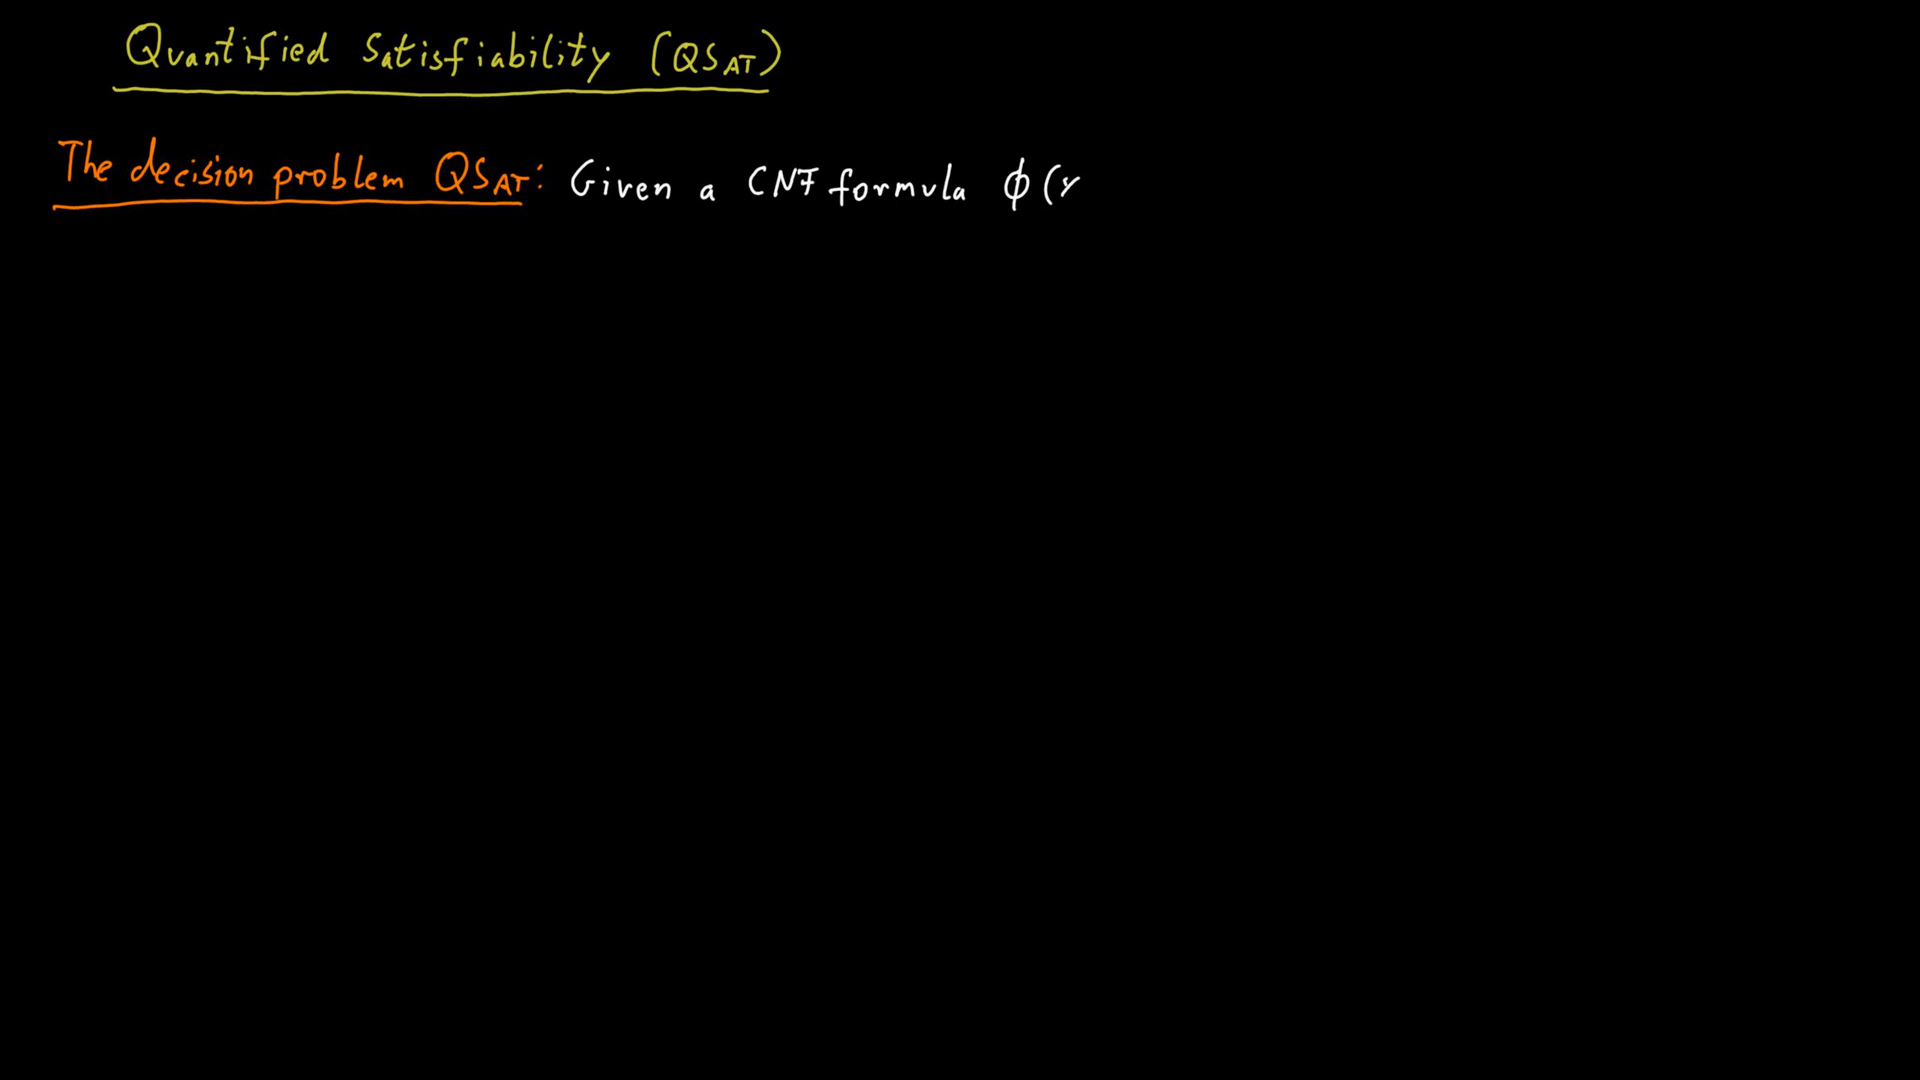 Quantified Satisfiability (QSAT)
The decision problem QSAT: Given a CNF formula ϕ(x